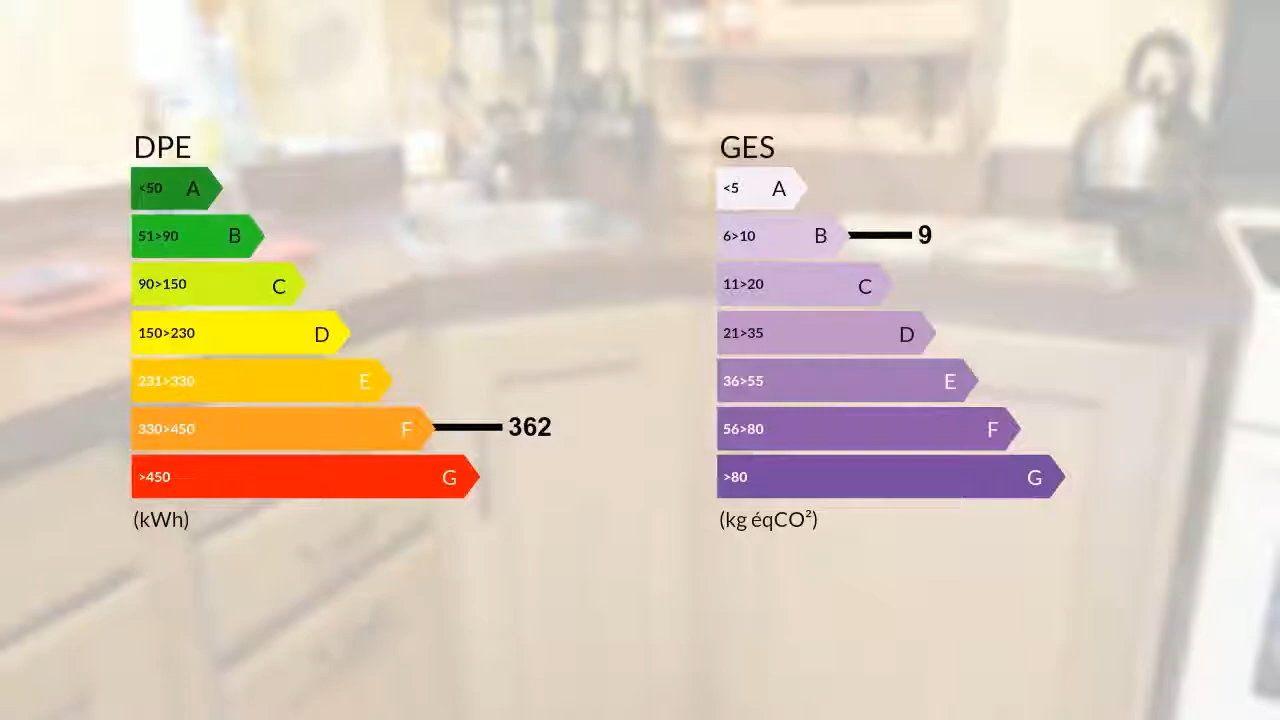 DPE
<50 A
51>90 B
90>150 C
150>230 D
231>330 E
330>450 F 362
>450 G
(kWh)
GES
<5 A
6>10 B 9
11>20 C
21>35 D
36>55 E
56>80 F
>80 G
(kg éqCO²)